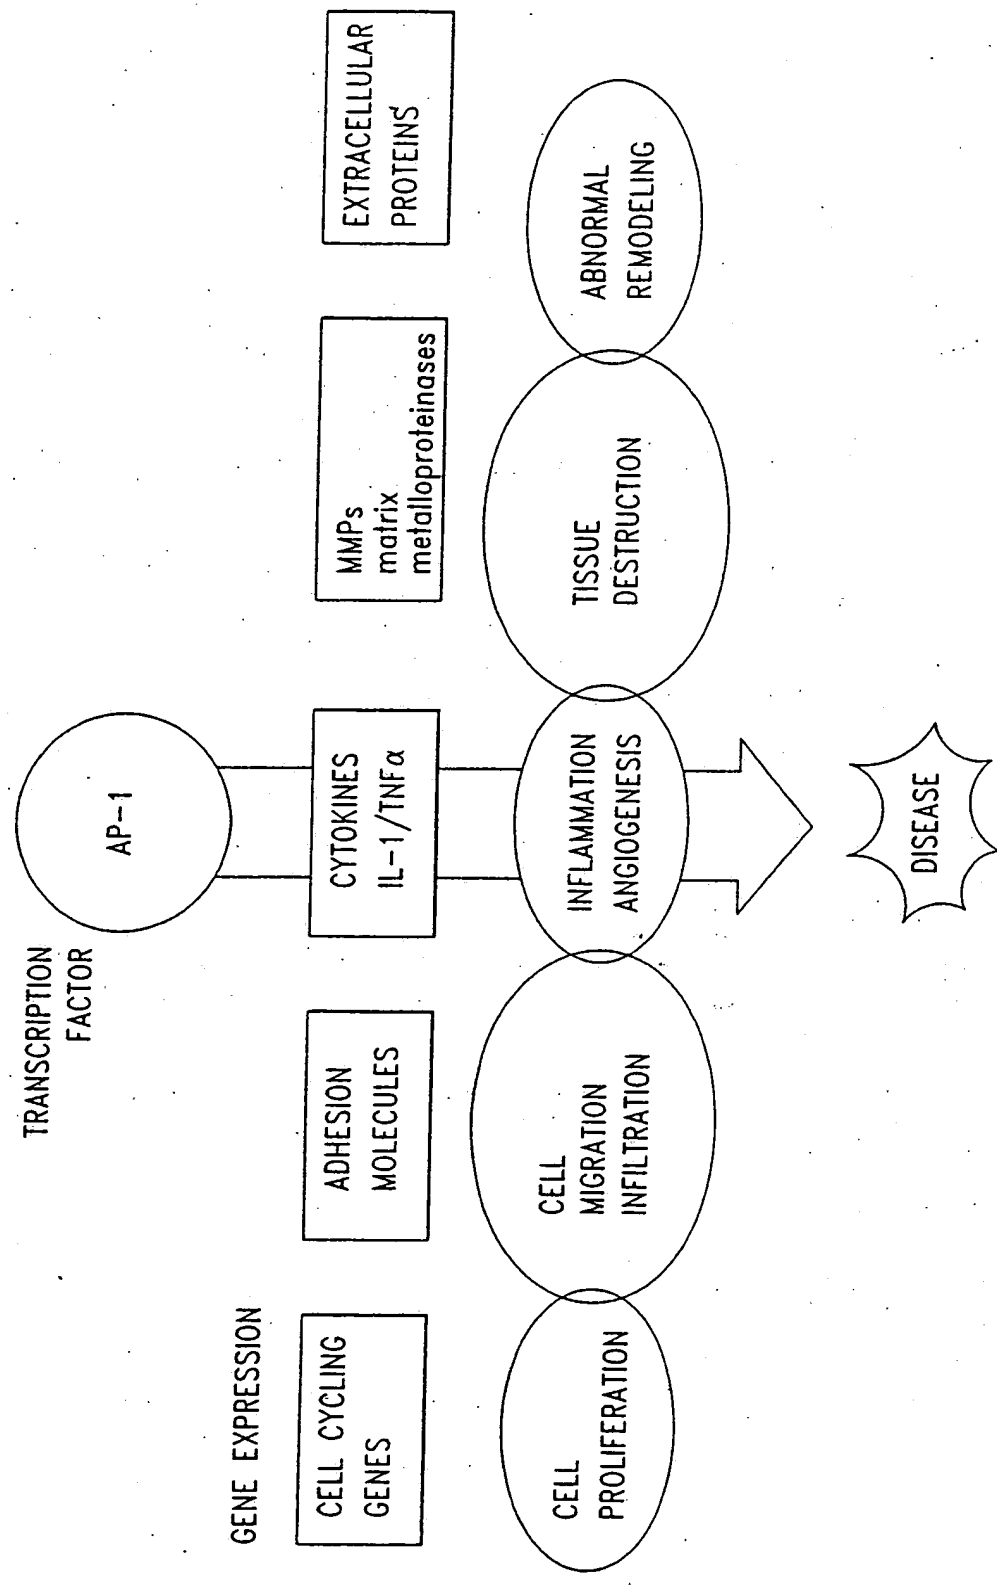 TRANSCRIPTION
FACTOR
AP-1
GENE EXPRESSION
CELL CYCLING
GENES
ADHESION
MOLECULES
CYTOKINES
IL-1/TNFα
MMPs
matrix
metalloproteinases
EXTRACELLULAR
PROTEINS
CELL
PROLIFERATION
CELL
MIGRATION
INFILTRATION
INFLAMMATION
ANGIOGENESIS
TISSUE
DESTRUCTION
ABNORMAL
REMODELING
DISEASE